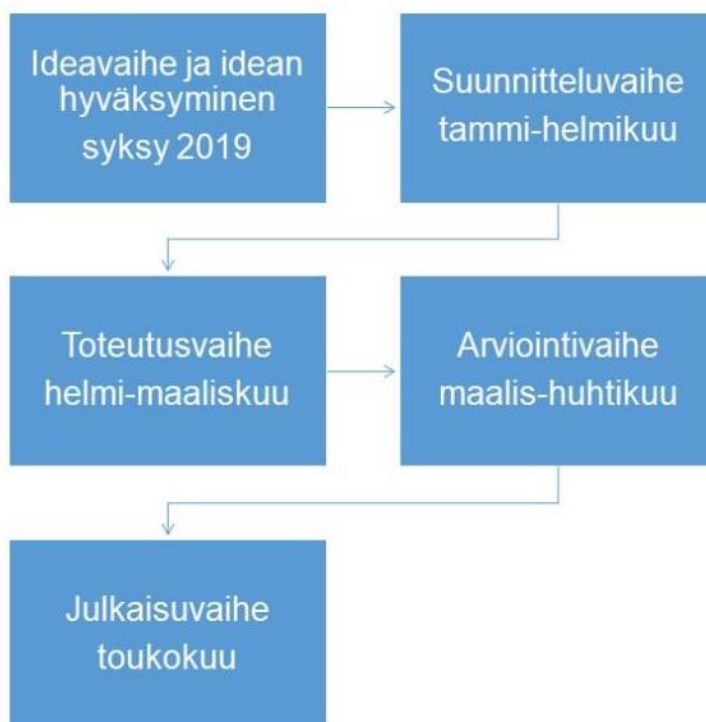 Ideavaihe ja idean
hyväksyminen
syksy 2019
Suunnitteluvaihe
tammi-helmikuu
Toteutusvaihe
helmi-maaliskuu
Arviointivaihe
maalis-huhtikuu
Julkaisuvaihe
toukokuu